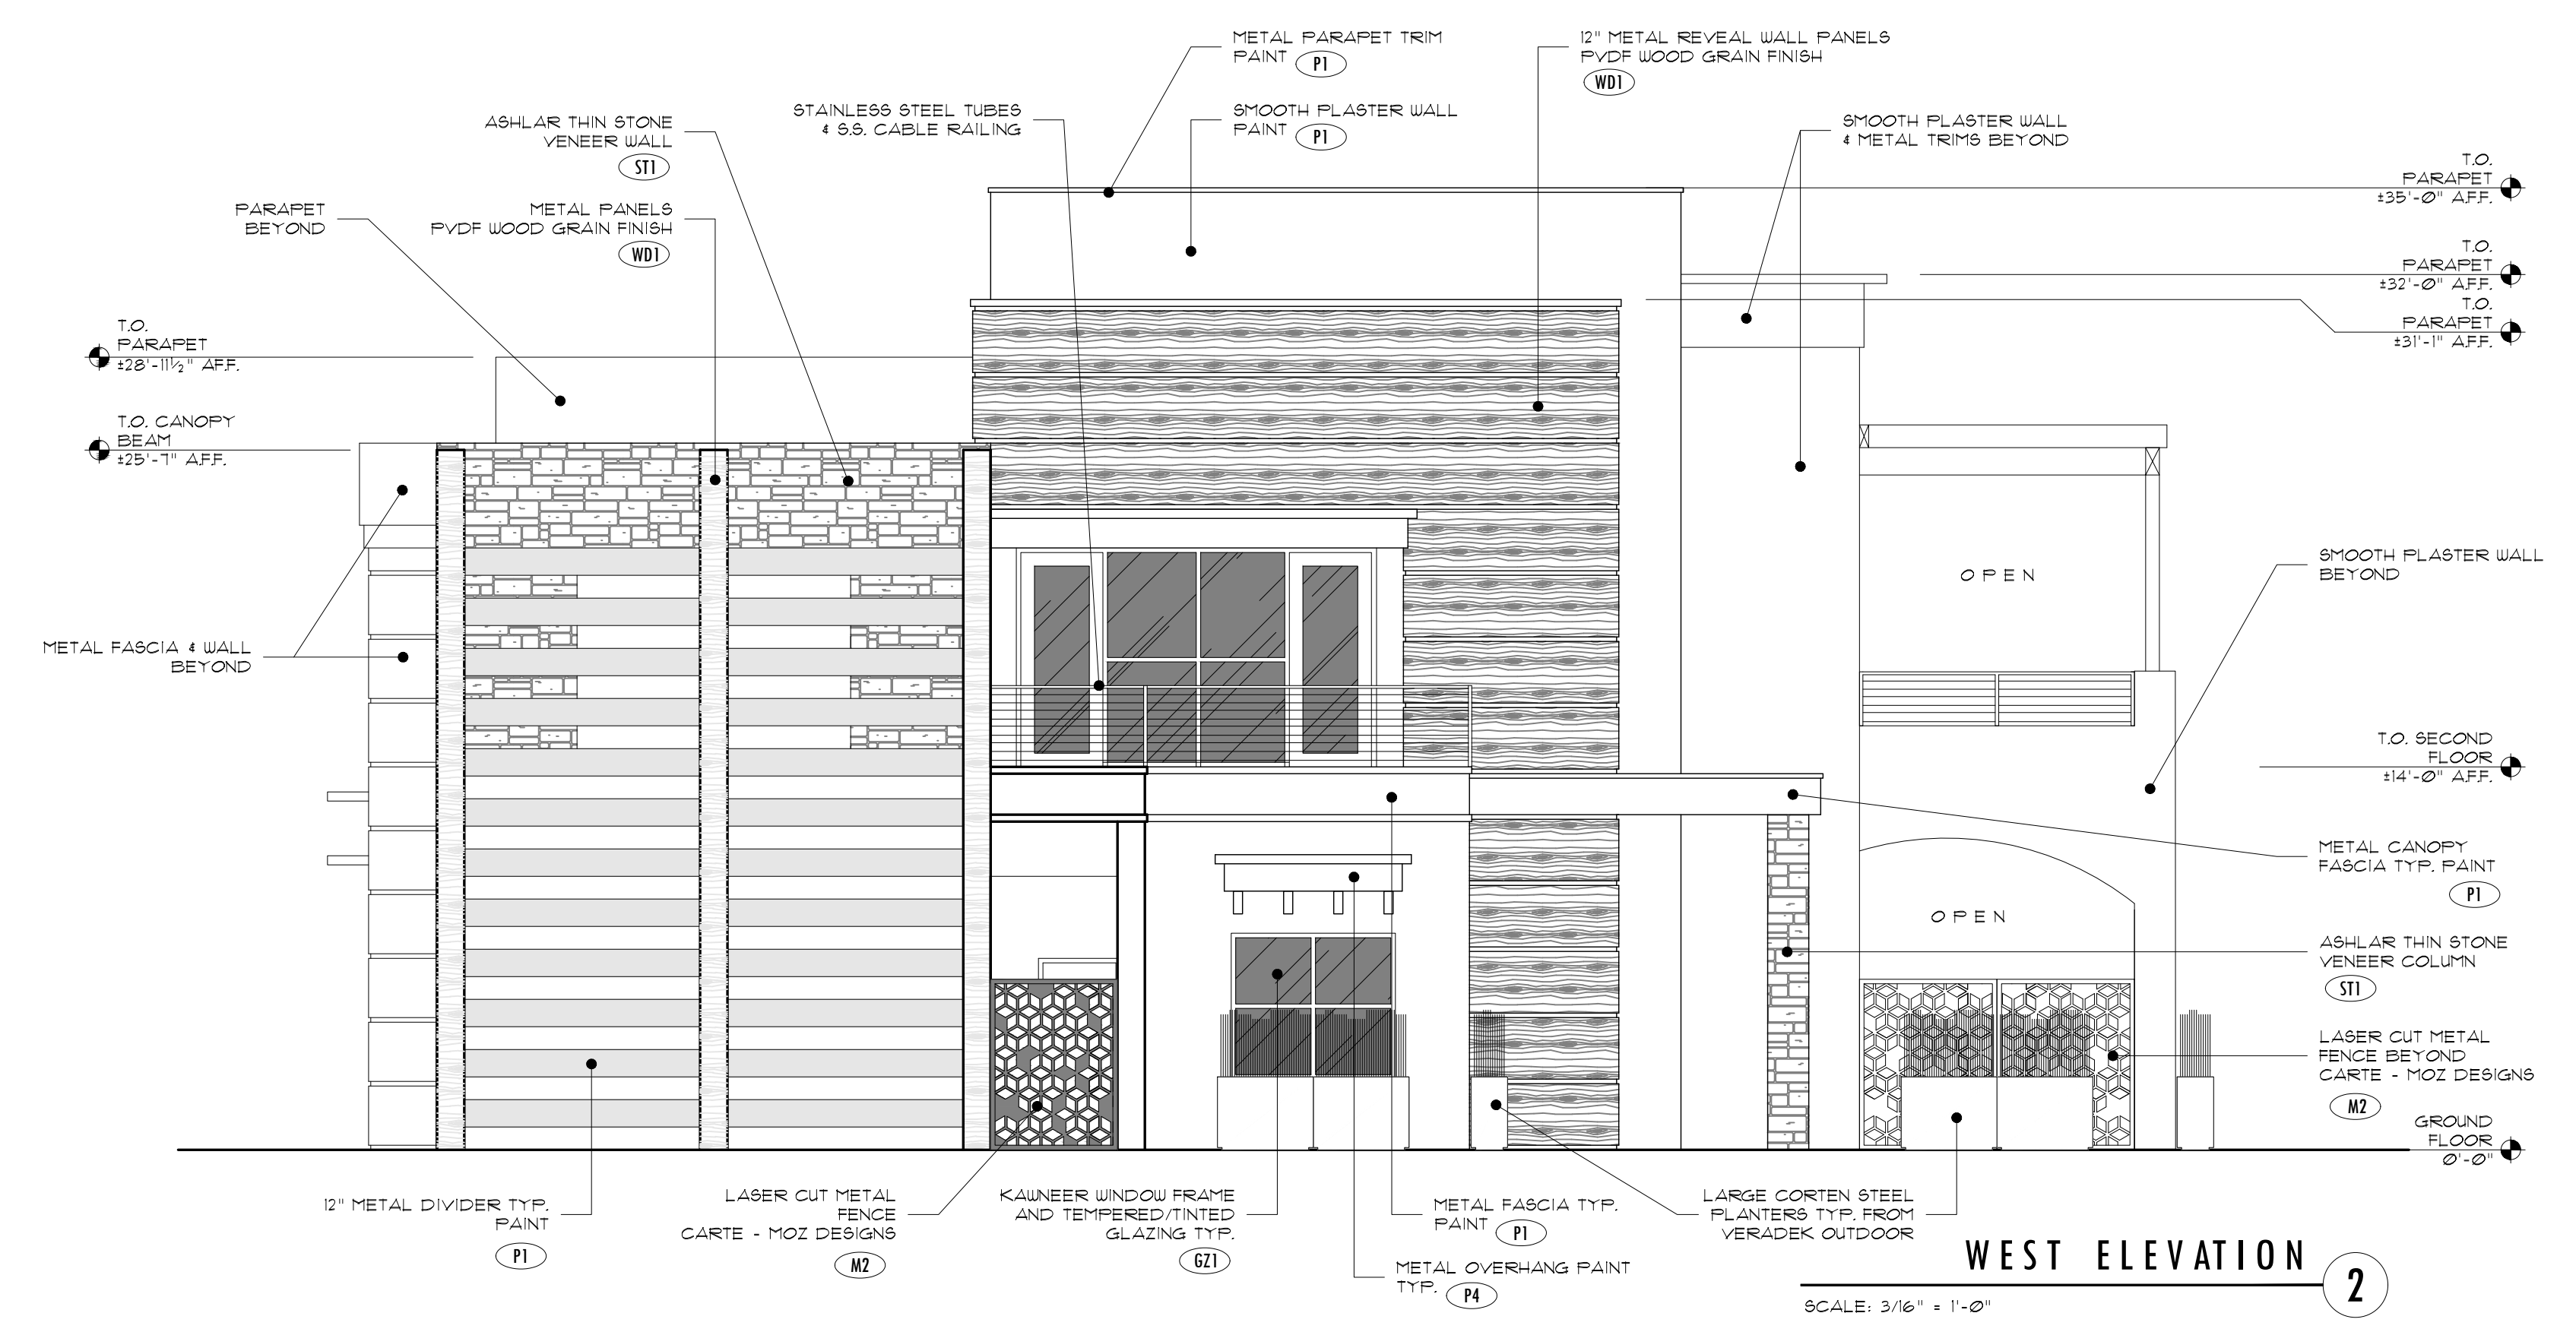 METAL PARAPET TRIM
PAINT P1
12" METAL REVEAL WALL PANELS
PVDF WOOD GRAIN FINISH
WD1
STAINLESS STEEL TUBES
& S.S. CABLE RAILING
SMOOTH PLASTER WALL
PAINT P1
ASHLAR THIN STONE
VENEER WALL
ST1
SMOOTH PLASTER WALL
& METAL TRIMS BEYOND
T.O.
PARAPET
±35'-0" A.F.F.
PARAPET
BEYOND
METAL PANELS
PVDF WOOD GRAIN FINISH
WD1
T.O.
PARAPET
±32'-0" A.F.F.
T.O.
PARAPET
±31'-1" A.F.F.
T.O.
PARAPET
±28'-11½" A.F.F.
T.O. CANOPY
BEAM
±25'-7" A.F.F.
OPEN
SMOOTH PLASTER WALL
BEYOND
METAL FASCIA & WALL
BEYOND
T.O. SECOND
FLOOR
±14'-0" A.F.F.
METAL CANOPY
FASCIA TYP. PAINT
P1
OPEN
ASHLAR THIN STONE
VENEER COLUMN
ST1
LASER CUT METAL
FENCE BEYOND
CARTE - MOZ DESIGNS
M2
GROUND
FLOOR
0'-0"
12" METAL DIVIDER TYP.
PAINT
P1
LASER CUT METAL
FENCE
CARTE - MOZ DESIGNS
M2
KAWNEER WINDOW FRAME
AND TEMPERED/TINTED
GLAZING TYP.
GZ1
METAL FASCIA TYP.
PAINT P1
METAL OVERHANG PAINT
TYP. P4
LARGE CORTEN STEEL
PLANTERS TYP. FROM
VERADEK OUTDOOR
WEST ELEVATION
2
SCALE: 3/16" = 1'-0"